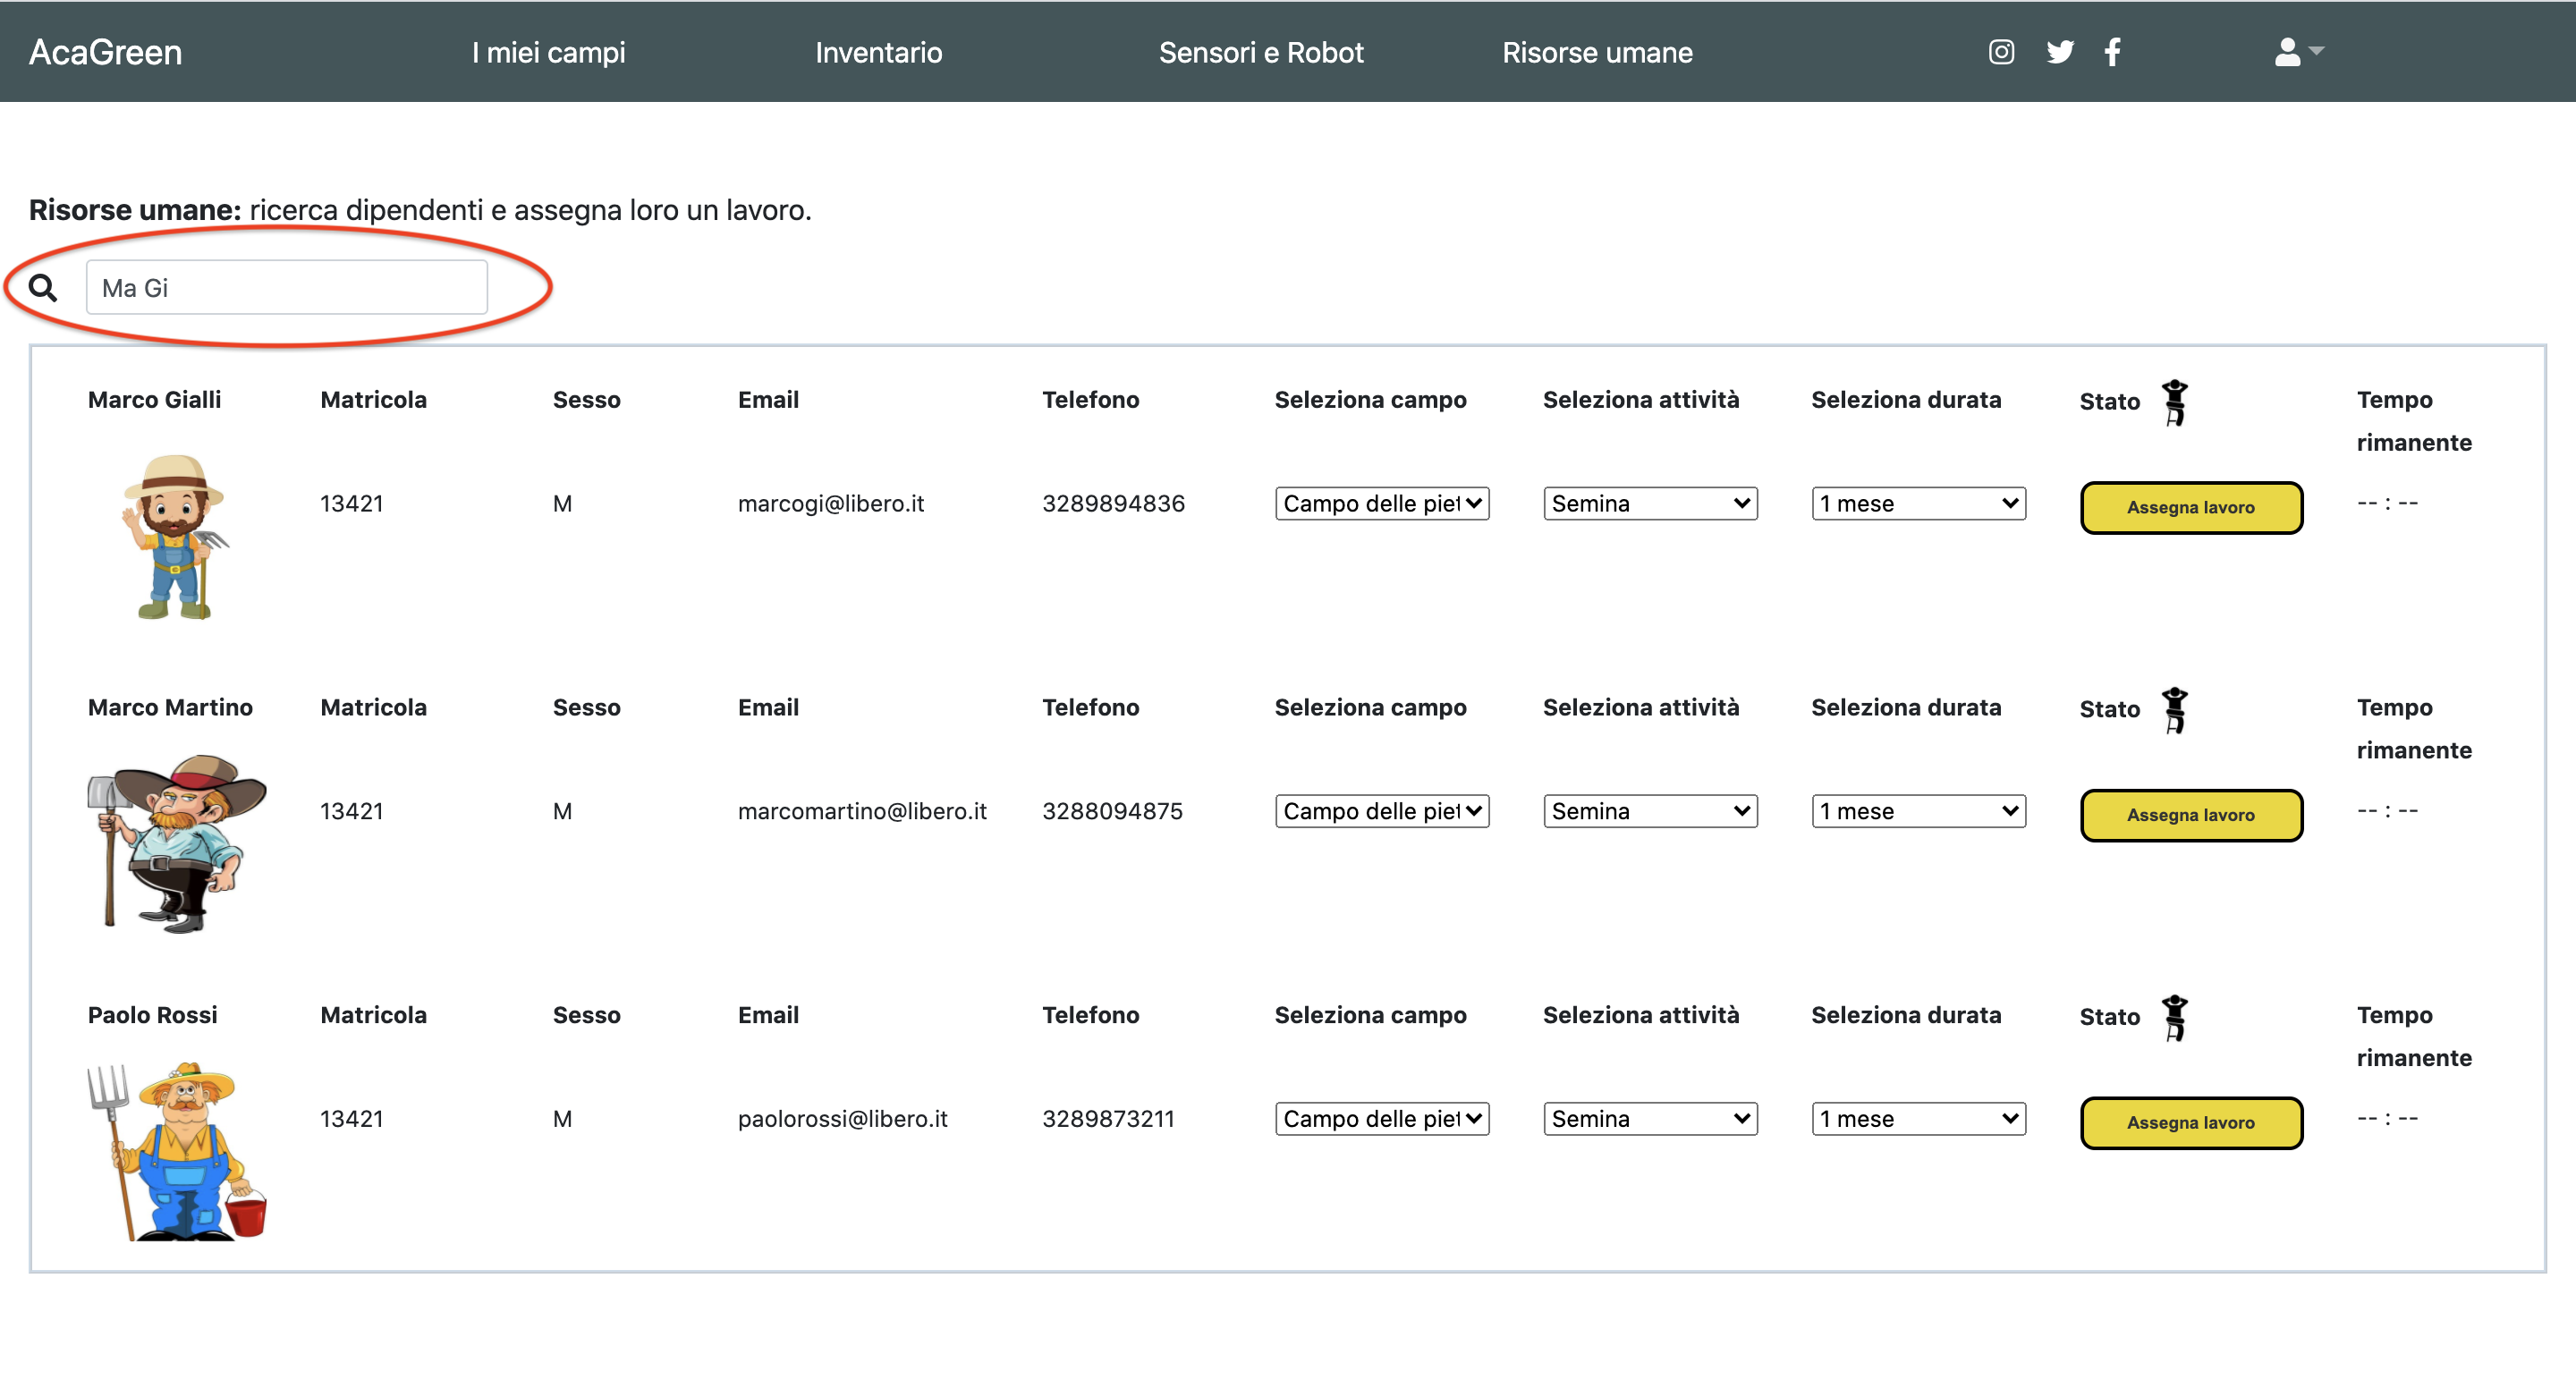 AcaGreen I miei campi Inventario Sensori e Robot Risorse umane
Risorse umane: ricerca dipendenti e assegna loro un lavoro.
Ma Gi
Marco Gialli Matricola Sesso Email Telefono Seleziona campo Seleziona attività Seleziona durata Stato Tempo
rimanente
13421 M marcogi@libero.it 3289894836 Campo delle piet Semina 1 mese Assegna lavoro -- : --
Marco Martino Matricola Sesso Email Telefono Seleziona campo Seleziona attività Seleziona durata Stato Tempo
rimanente
13421 M marcomartino@libero.it 3288094875 Campo delle piet Semina 1 mese Assegna lavoro -- : --
Paolo Rossi Matricola Sesso Email Telefono Seleziona campo Seleziona attività Seleziona durata Stato Tempo
rimanente
13421 M paolorossi@libero.it 3289873211 Campo delle piet Semina 1 mese Assegna lavoro -- : --